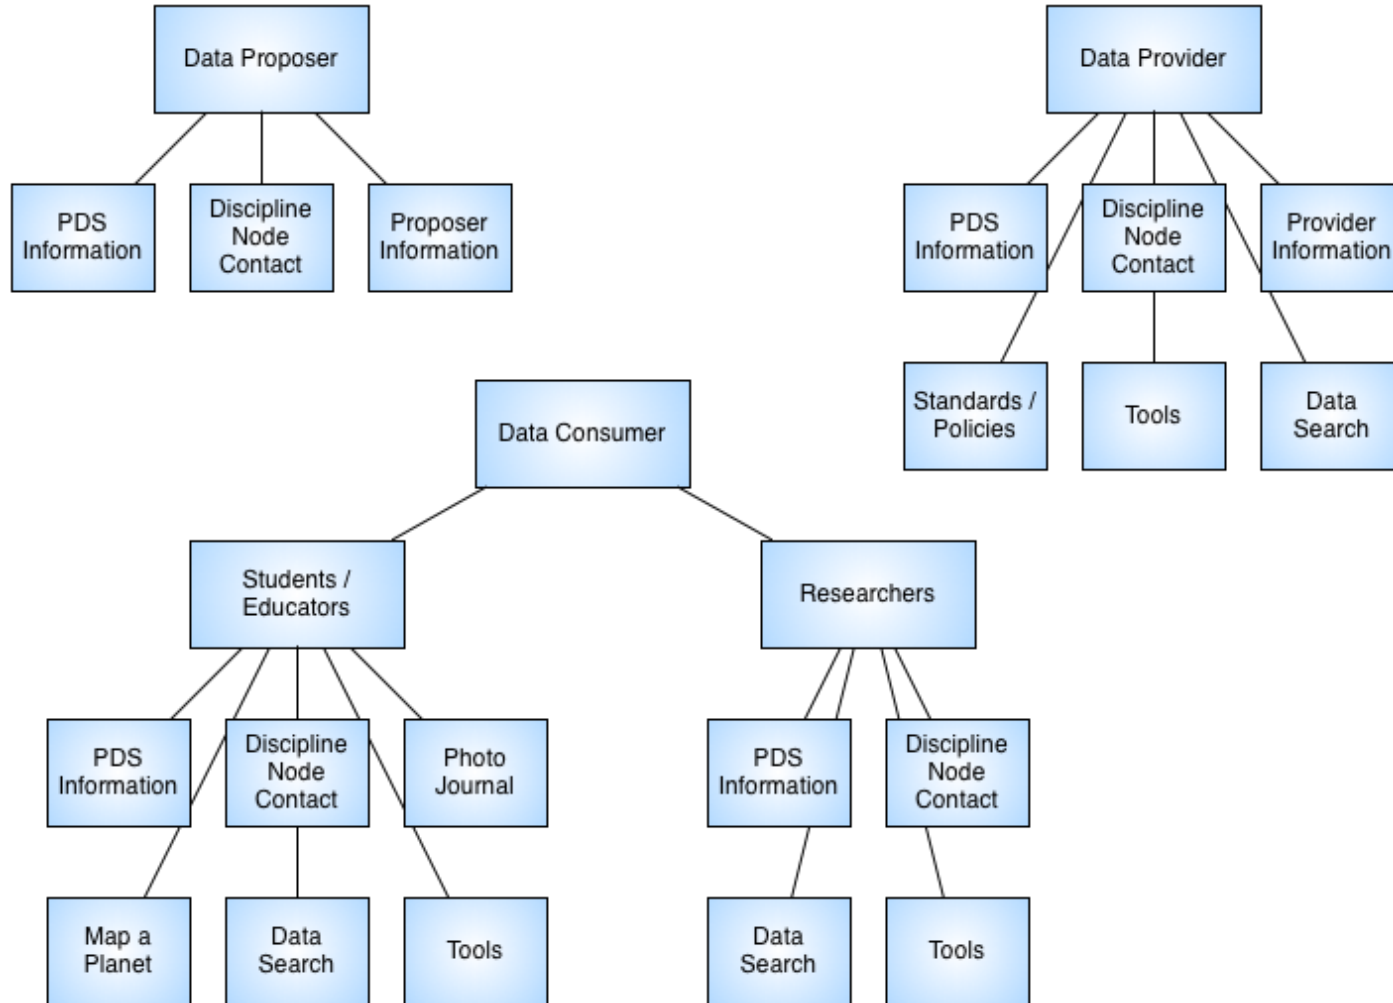 Data Proposer
PDS
Information
Discipline
Node
Contact
Proposer
Information
Data Provider
PDS
Information
Discipline
Node
Contact
Provider
Information
Standards /
Policies
Tools
Data
Search
Data Consumer
Students /
Educators
PDS
Information
Discipline
Node
Contact
Photo
Journal
Map a
Planet
Data
Search
Tools
Researchers
PDS
Information
Discipline
Node
Contact
Data
Search
Tools